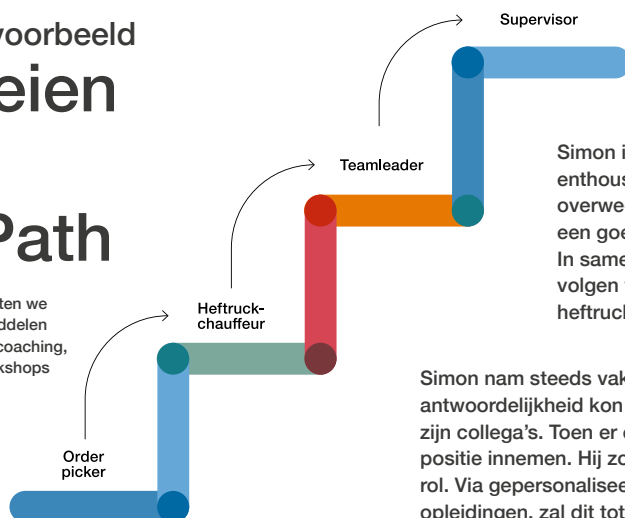 voorbeeld
eien
Path
ten we
ddelen
coaching,
kshops
Supervisor
Teamleader
Heftruck-
chauffeur
Order
picker
Simon i
enthous
overwe
een goe
In same
volgen
heftruck
Simon nam steeds vak
antwoordelijkheid kon
zijn collega's. Toen er
positie innemen. Hij zo
rol. Via gepersonalisee
opleidingen, zal dit tot